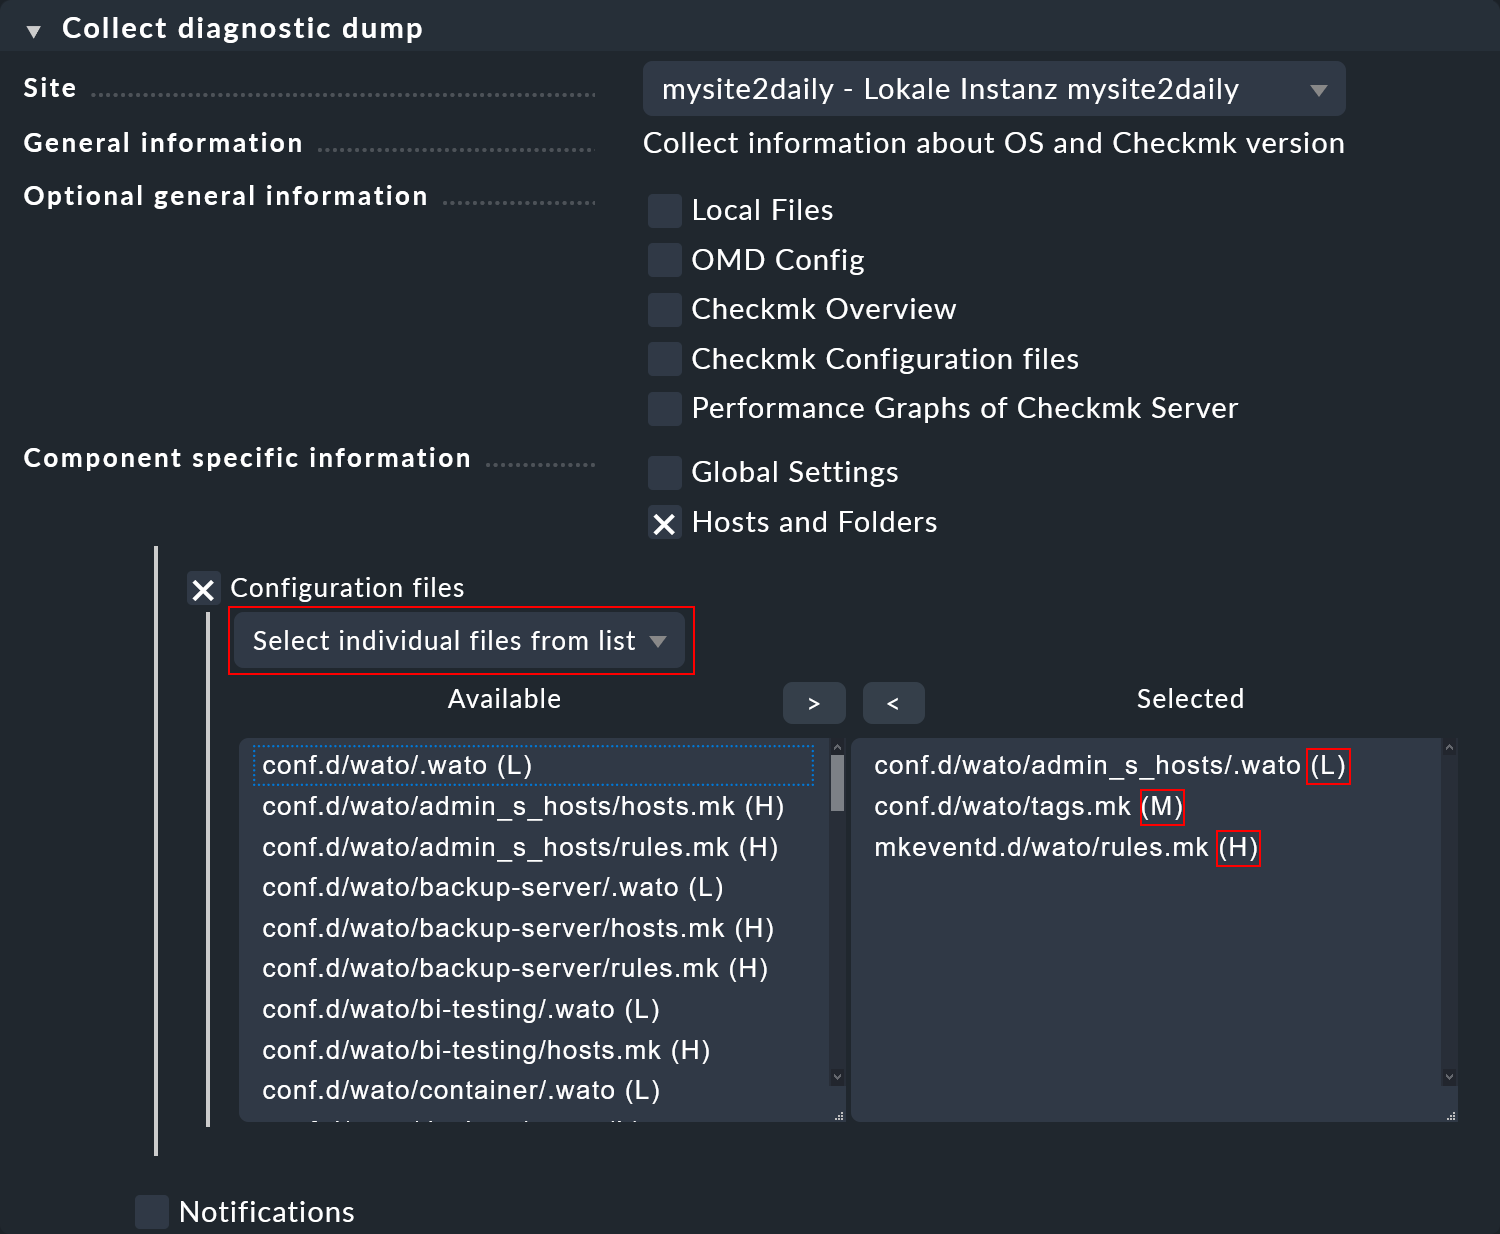 Collect diagnostic dump
Site mysite2daily - Lokale Instanz mysite2daily
General information Collect information about OS and Checkmk version
Optional general information
Local Files
OMD Config
Checkmk Overview
Checkmk Configuration files
Performance Graphs of Checkmk Server
Component specific information
Global Settings
Hosts and Folders
Configuration files
Select individual files from list
Available > < Selected
conf.d/wato/.wato (L)
conf.d/wato/admin_s_hosts/hosts.mk (H)
conf.d/wato/admin_s_hosts/rules.mk (H)
conf.d/wato/backup-server/.wato (L)
conf.d/wato/backup-server/hosts.mk (H)
conf.d/wato/backup-server/rules.mk (H)
conf.d/wato/bi-testing/.wato (L)
conf.d/wato/bi-testing/hosts.mk (H)
conf.d/wato/container/.wato (L)
conf.d/wato/admin_s_hosts/.wato (L)
conf.d/wato/tags.mk (M)
mkeventd.d/wato/rules.mk (H)
Notifications